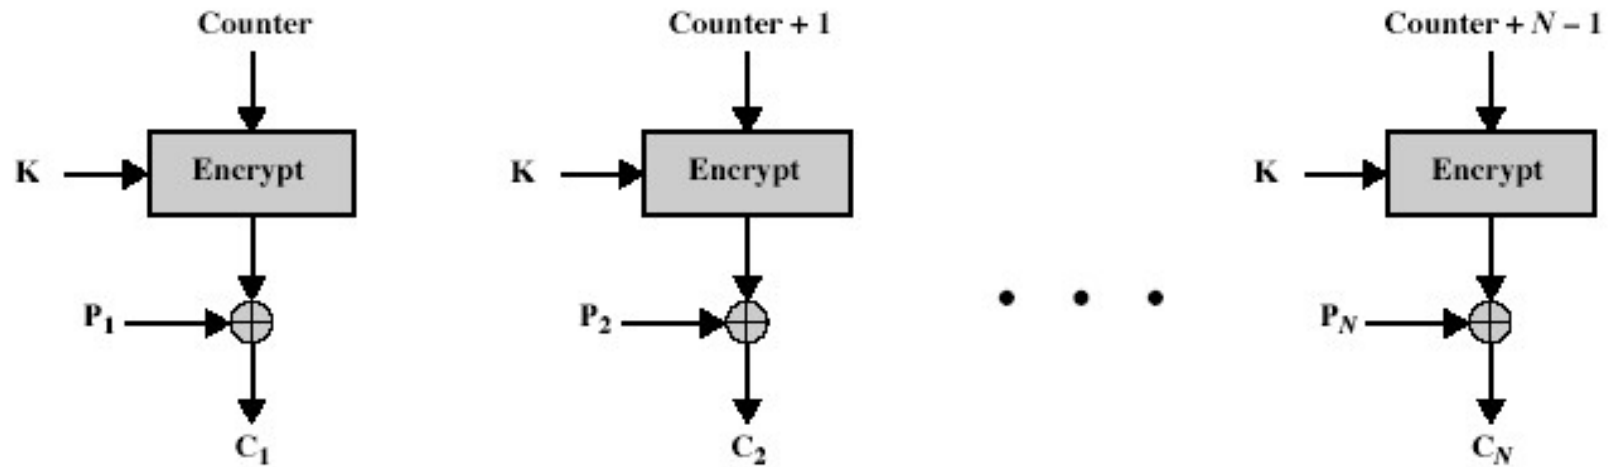 Counter Counter + 1 Counter + N – 1
K Encrypt K Encrypt K Encrypt
P1 P2 PN
C1 C2 CN